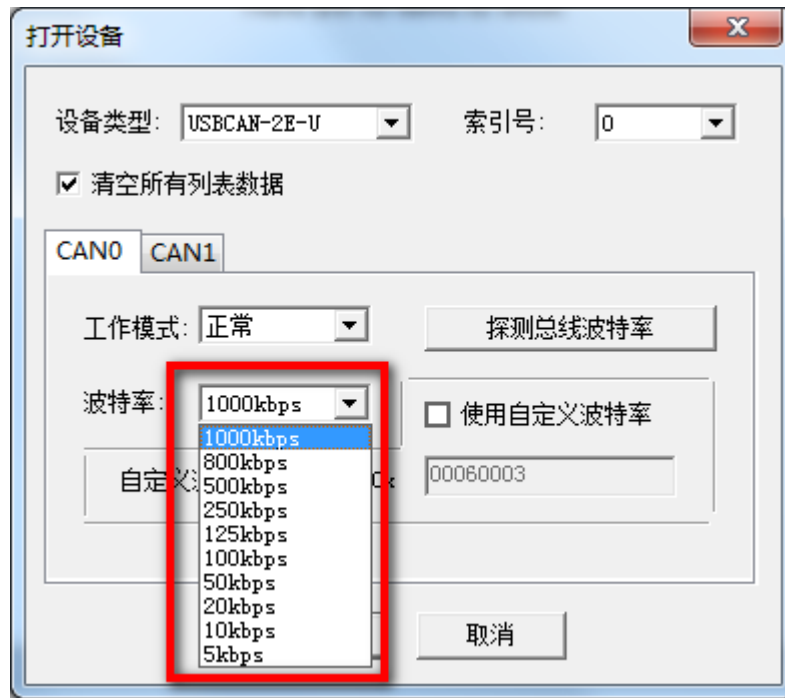 打开设备
设备类型: USBCAN-2E-U 索引号: 0
清空所有列表数据
CAN0 CAN1
工作模式: 正常 探测总线波特率
波特率: 1000kbps 使用自定义波特率
1000kbps
800kbps
自定义 500kbps 00060003
250kbps
125kbps
100kbps
50kbps
20kbps
10kbps 取消
5kbps